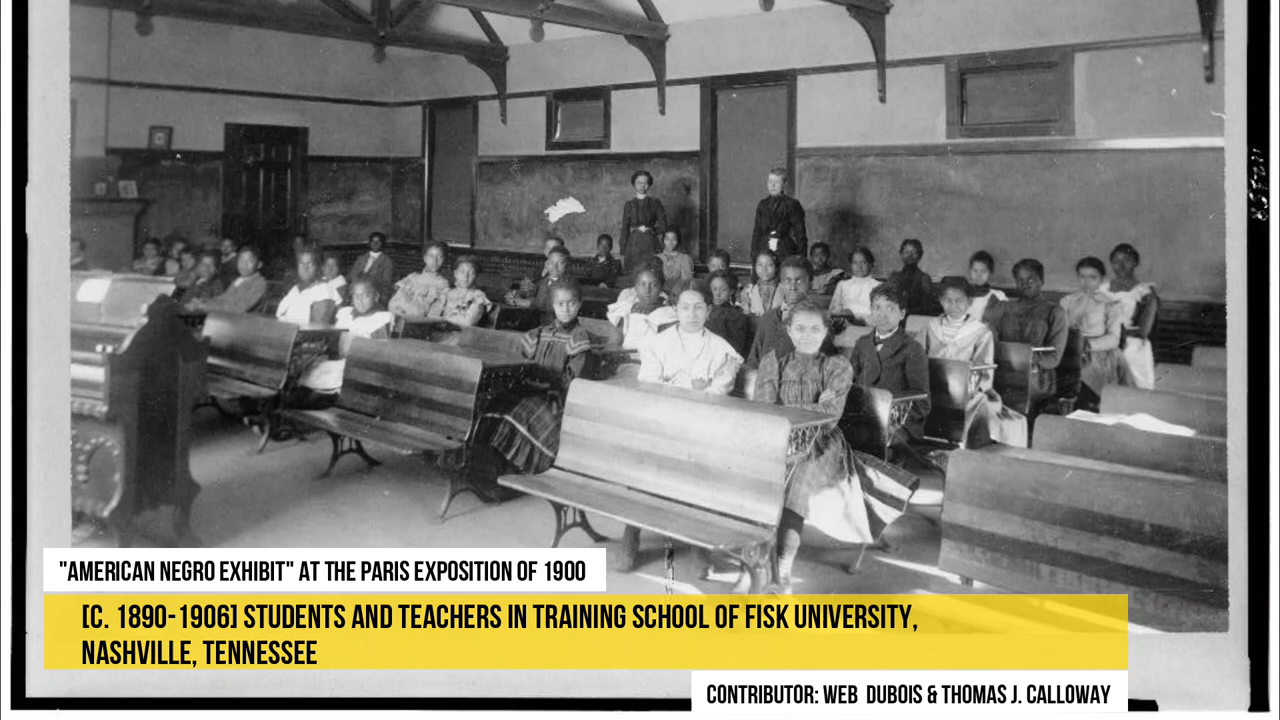 "AMERICAN NEGRO EXHIBIT" AT THE PARIS EXPOSITION OF 1900
[C. 1890-1906] STUDENTS AND TEACHERS IN TRAINING SCHOOL OF FISK UNIVERSITY,
NASHVILLE, TENNESSEE
CONTRIBUTOR: WEB DUBOIS & THOMAS J. CALLOWAY